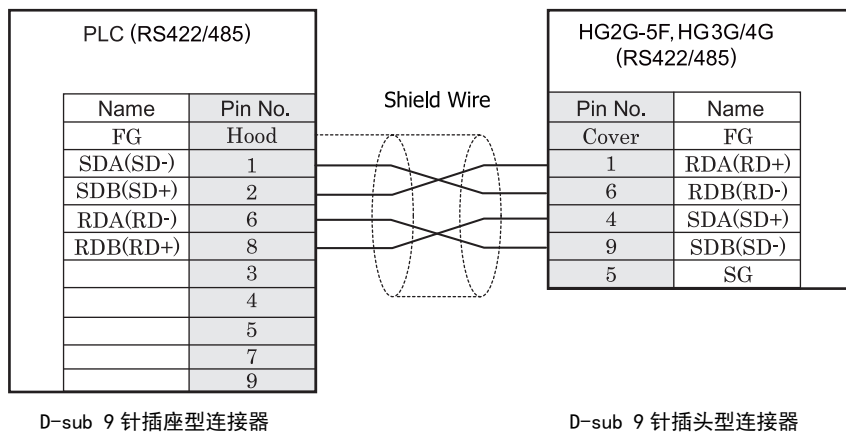 PLC (RS422/485)
Name Pin No.
FG Hood
SDA(SD-) 1
SDB(SD+) 2
RDA(RD-) 6
RDB(RD+) 8
3
4
5
7
9
D-sub 9 针插座型连接器
Shield Wire
HG2G-5F, HG3G/4G
(RS422/485)
Pin No. Name
Cover FG
1 RDA(RD+)
6 RDB(RD-)
4 SDA(SD+)
9 SDB(SD-)
5 SG
D-sub 9 针插头型连接器